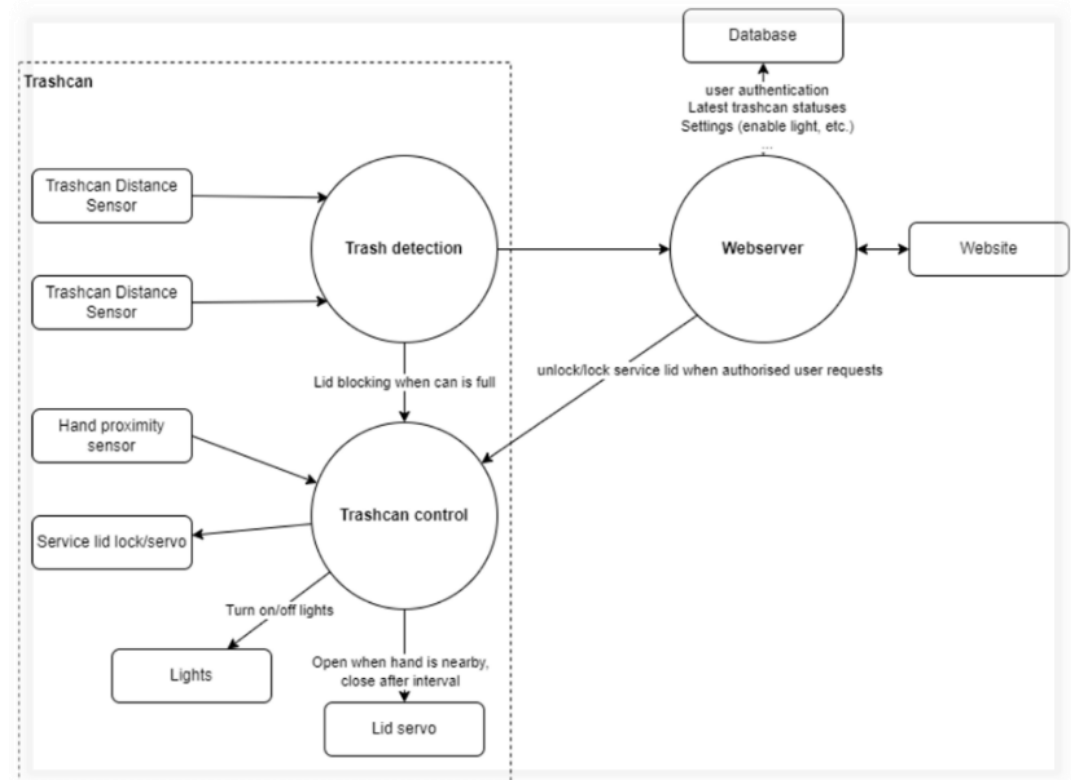 Database
Trashcan
user authentication
Latest trashcan statuses
Settings (enable light, etc.)
...
Trashcan Distance
Sensor
Trash detection
Webserver
Website
Trashcan Distance
Sensor
Lid blocking when can is full
unlock/lock service lid when authorised user requests
Hand proximity
sensor
Trashcan control
Service lid lock/servo
Turn on/off lights
Lights
Open when hand is nearby,
close after interval
Lid servo